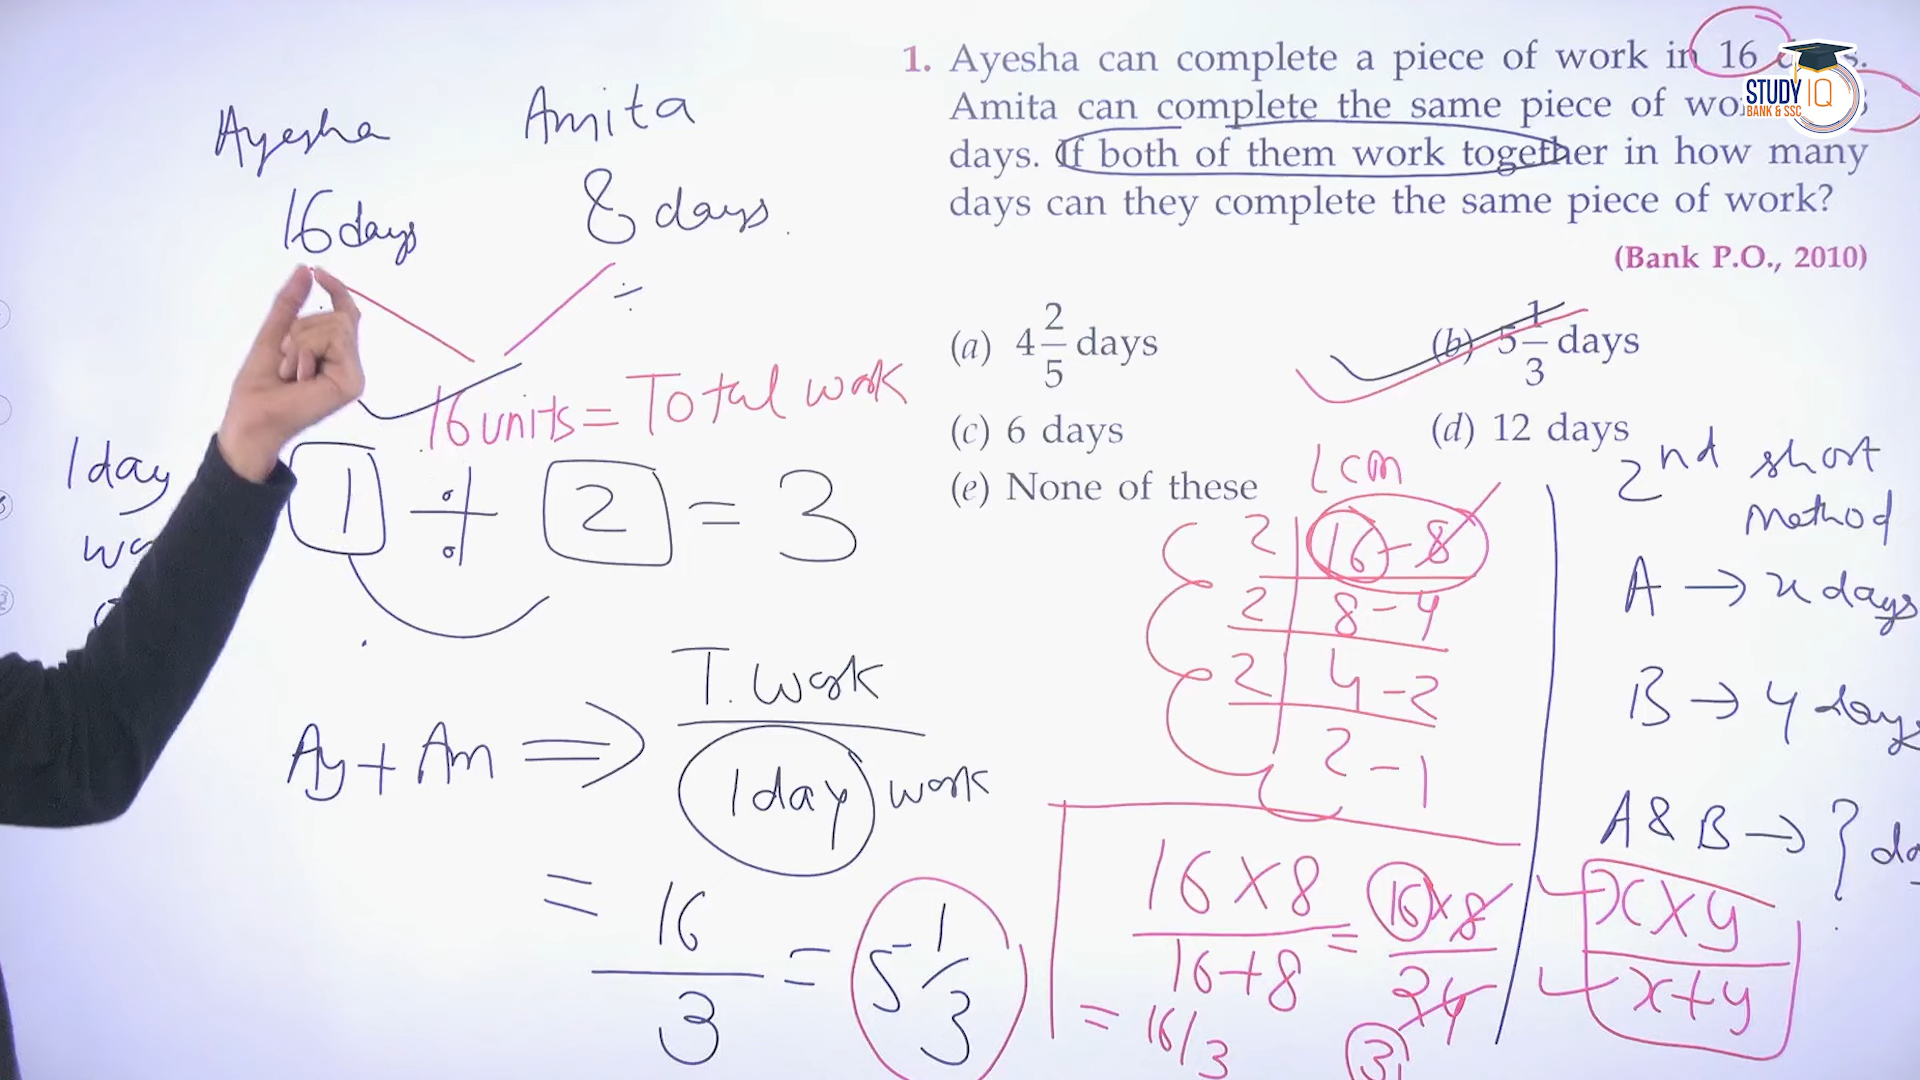 1. Ayesha can complete a piece of work in 16
Amita can complete the same piece of
days. If both of them work together in how many
days can they complete the same piece of work?
(Bank P.O., 2010)
(a) 4 2/5 days
(b) 5 1/3 days
(c) 6 days
(d) 12 days
(e) None of these
STUDY IQ
BANK & SSC
Ayesha
16 days
Amita
8 days
÷
16 units = Total work
1 day
1 ÷ 2 = 3
Ay + An ⇒ T. work / 1 day work
= 16/3 = 5 1/3
LCM
2 | 16 - 8
2 | 8 - 4
2 | 4 - 2
2 - 1
16 × 8 / 16 + 8 = 16 × 8 / 24
3
= 16/3
2nd short
Method
A → x days
B → y days
A & B → ?
x × y
x + y